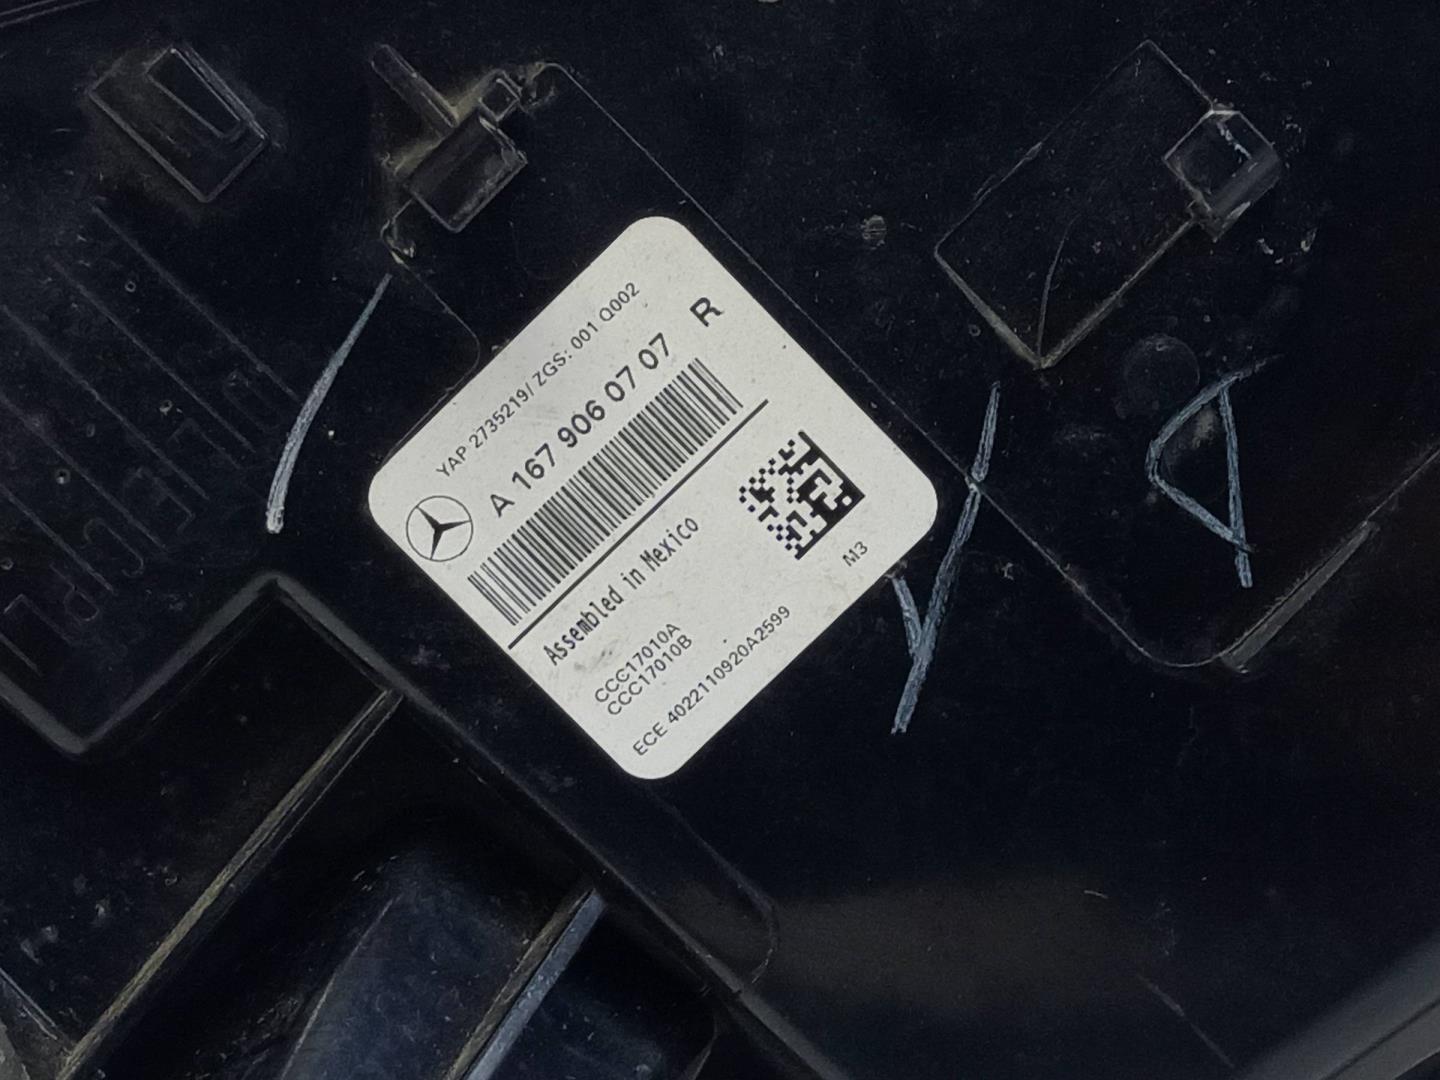 YAP 2735219/ ZGS: 001 Q002
A 167 906 07 07 R
Assembled in Mexico
CCC17010A
CCC17010B
M3
ECE 4022110920A2599